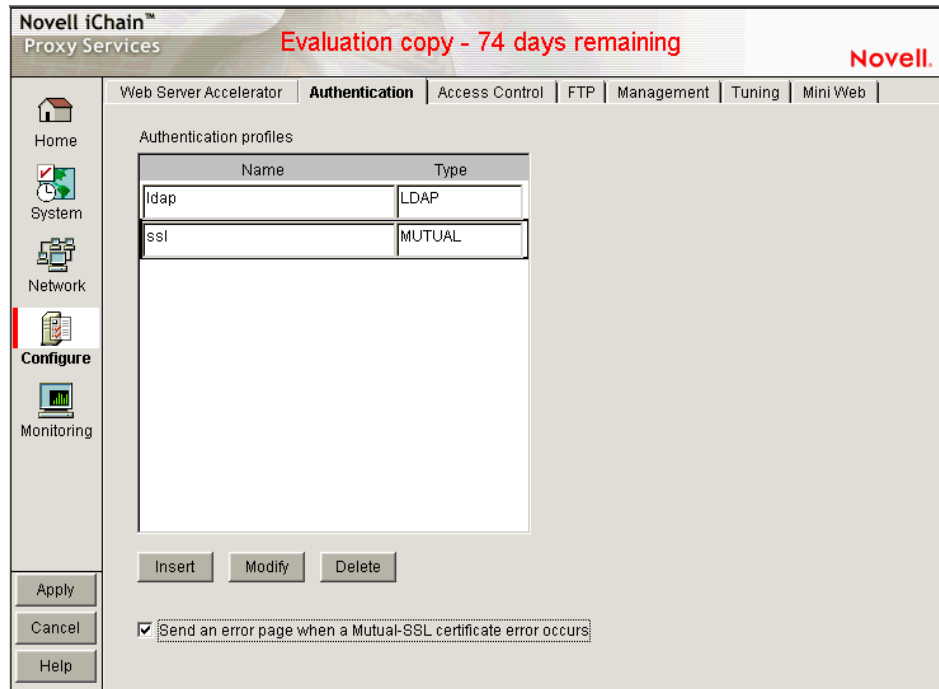 Novell iChain™
Proxy Services
Evaluation copy - 74 days remaining
Novell.
Web Server Accelerator
Authentication
Access Control
FTP
Management
Tuning
Mini Web
Home
System
Network
Configure
Monitoring
Authentication profiles
Name Type
ldap LDAP
ssl MUTUAL
Insert
Modify
Delete
Send an error page when a Mutual-SSL certificate error occurs
Apply
Cancel
Help